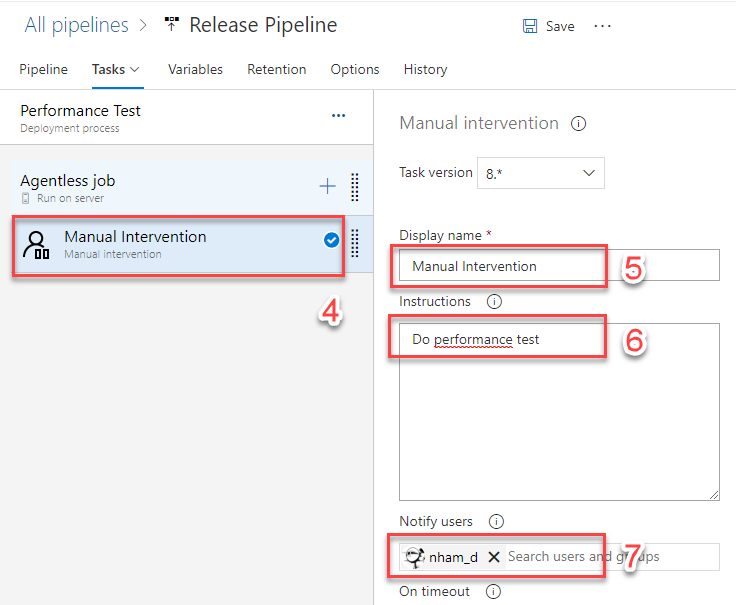 All pipelines > Release Pipeline
Save ...
Pipeline Tasks Variables Retention Options History
Performance Test
Deployment process
...
Agentless job
Run on server
+
Manual Intervention
Manual intervention
4
Manual intervention
Task version 8.*
Display name *
Manual Intervention
5
Instructions
Do performance test
6
Notify users
nham_d Search users and groups
7
On timeout